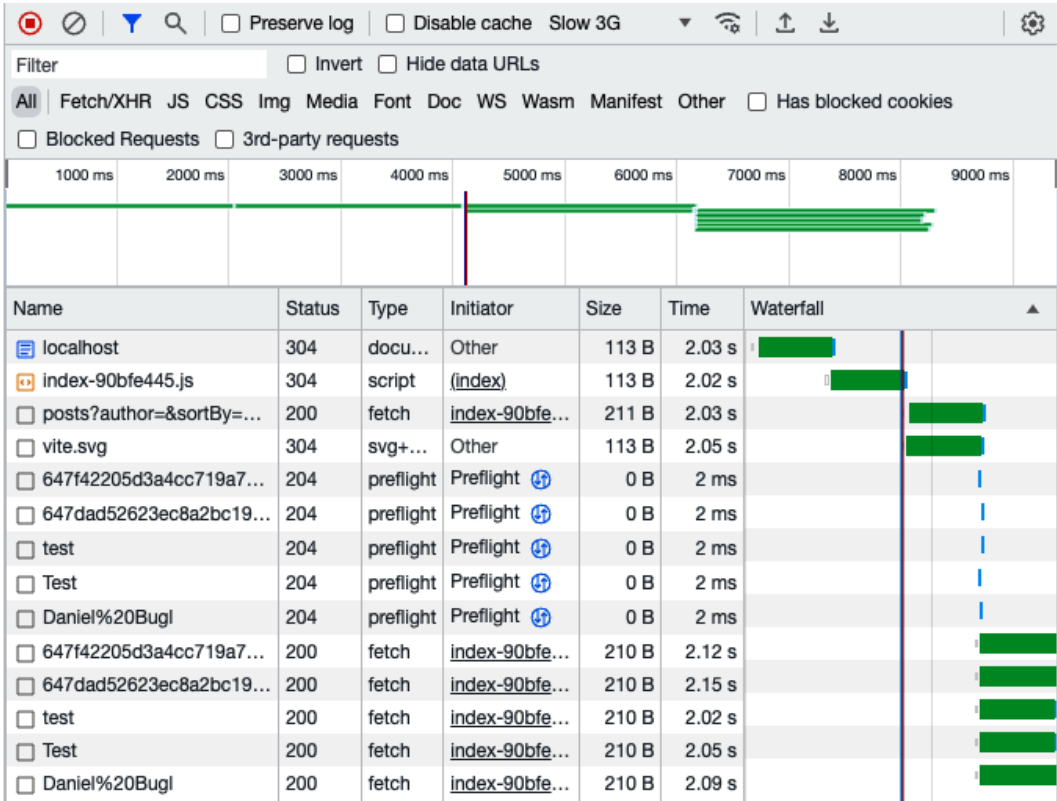 Preserve log Disable cache Slow 3G
Filter Invert Hide data URLs
All Fetch/XHR JS CSS Img Media Font Doc WS Wasm Manifest Other Has blocked cookies
Blocked Requests 3rd-party requests
1000 ms 2000 ms 3000 ms 4000 ms 5000 ms 6000 ms 7000 ms 8000 ms 9000 ms
Name Status Type Initiator Size Time Waterfall
localhost 304 docu... Other 113 B 2.03 s
index-90bfe445.js 304 script (index) 113 B 2.02 s
posts?author=&sortBy=... 200 fetch index-90bfe... 211 B 2.03 s
vite.svg 304 svg+... Other 113 B 2.05 s
647f42205d3a4cc719a7... 204 preflight Preflight 0 B 2 ms
647dad52623ec8a2bc19... 204 preflight Preflight 0 B 2 ms
test 204 preflight Preflight 0 B 2 ms
Test 204 preflight Preflight 0 B 2 ms
Daniel%20Bugl 204 preflight Preflight 0 B 2 ms
647f42205d3a4cc719a7... 200 fetch index-90bfe... 210 B 2.12 s
647dad52623ec8a2bc19... 200 fetch index-90bfe... 210 B 2.15 s
test 200 fetch index-90bfe... 210 B 2.02 s
Test 200 fetch index-90bfe... 210 B 2.05 s
Daniel%20Bugl 200 fetch index-90bfe... 210 B 2.09 s